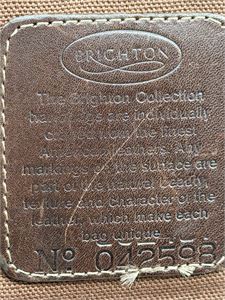 BRIGHTON
The Brighton Collection
handbags are individually
crafted from the finest
American leathers. Any
markings on the surface are
part of the natural beauty,
texture and character of the
leather, which make each
bag unique.
Nº 042598